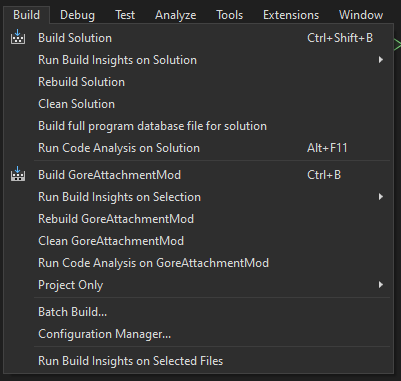 Build Debug Test Analyze Tools Extensions Window
Build Solution Ctrl+Shift+B
Run Build Insights on Solution
Rebuild Solution
Clean Solution
Build full program database file for solution
Run Code Analysis on Solution Alt+F11
Build GoreAttachmentMod Ctrl+B
Run Build Insights on Selection
Rebuild GoreAttachmentMod
Clean GoreAttachmentMod
Run Code Analysis on GoreAttachmentMod
Project Only
Batch Build...
Configuration Manager...
Run Build Insights on Selected Files